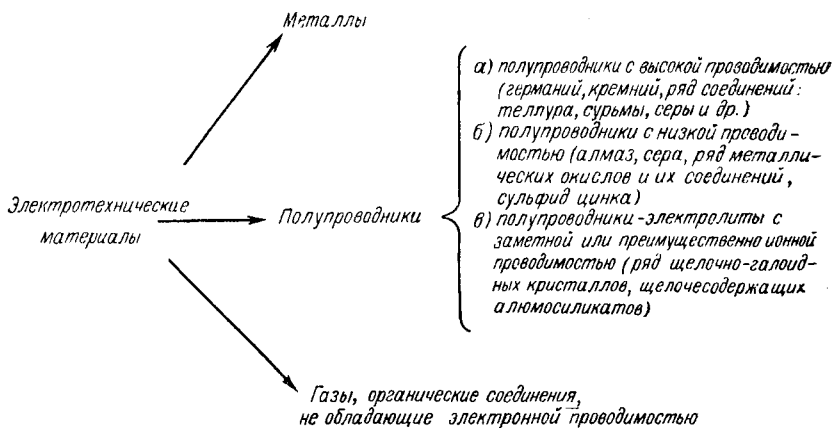 Металлы
а) полупроводники с высокой проводимостью
(германий, кремний, ряд соединений:
теллура, сурьмы, серы и др.)
б) полупроводники с низкой проводи-
мостью (алмаз, сера, ряд металли-
ческих окислов и их соединений,
сульфид цинка)
в) полупроводники-электролиты с
заметной или преимущественно ионной
проводимостью (ряд щелочно-галоид-
ных кристаллов, щелочесодержащих
алюмосиликатов)
Электротехнические
материалы
Полупроводники
Газы, органические соединения,
не обладающие электронной проводимостью